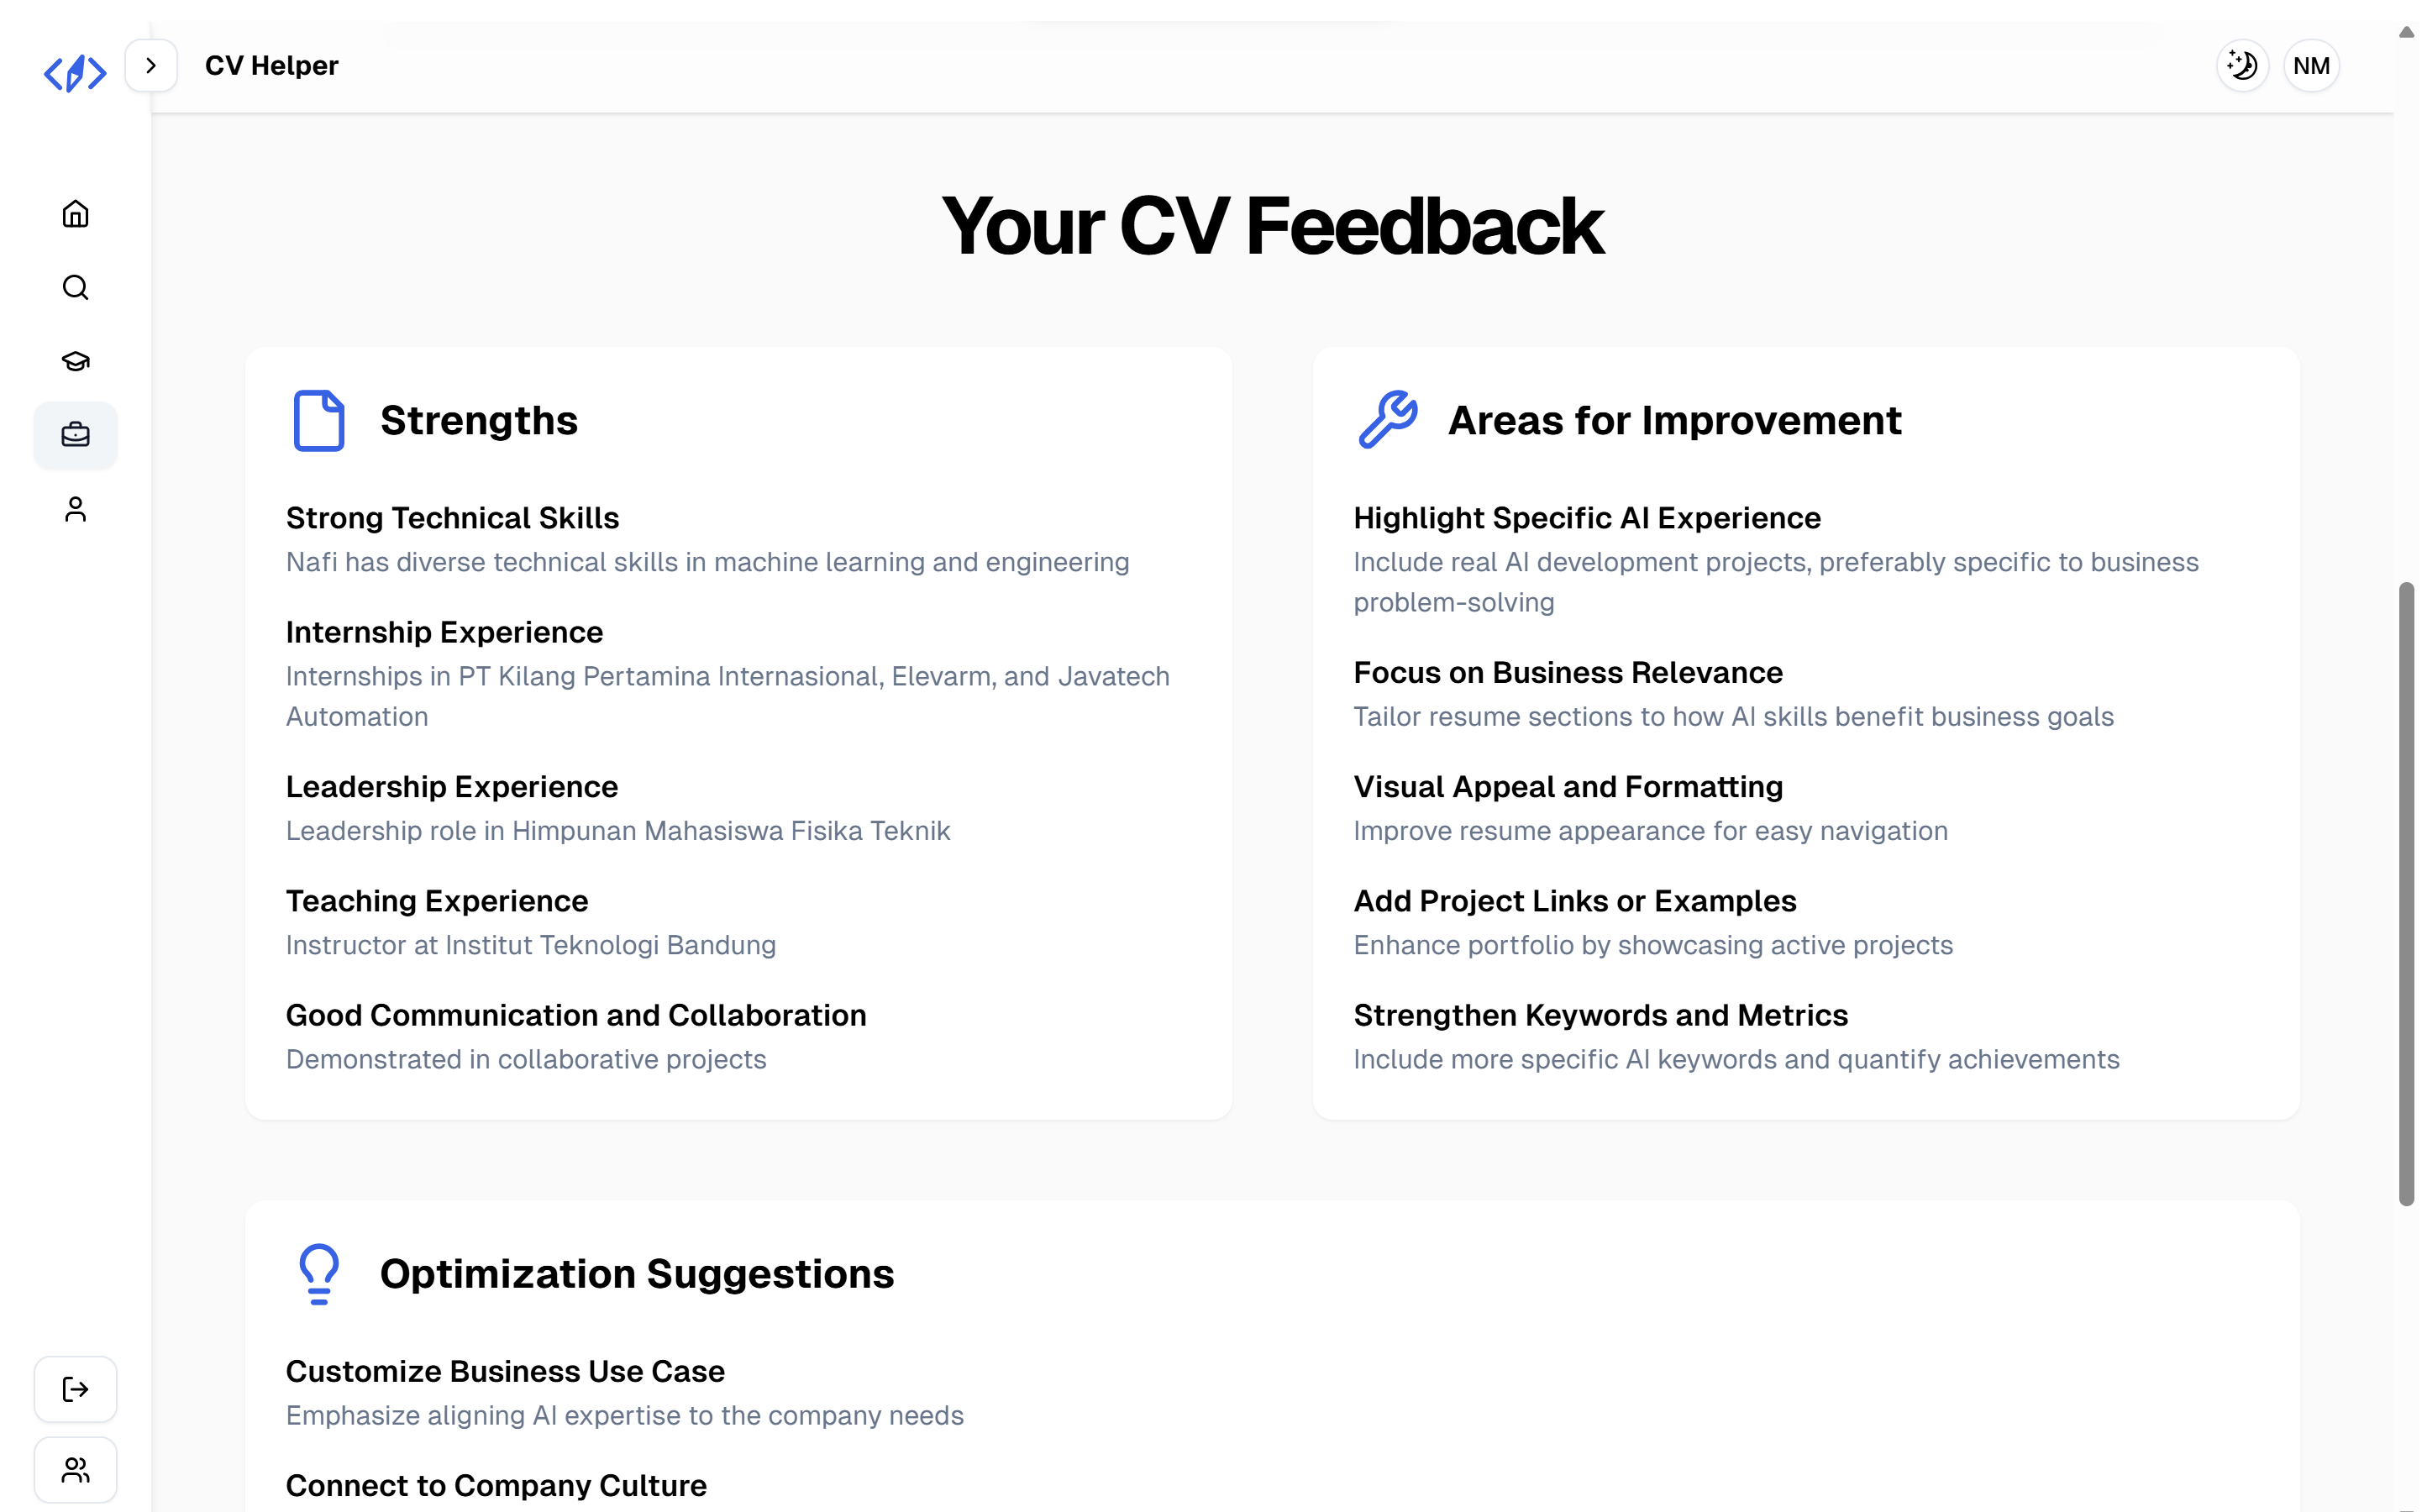 CV Helper
NM
Your CV Feedback
Strengths
Strong Technical Skills
Nafi has diverse technical skills in machine learning and engineering
Internship Experience
Internships in PT Kilang Pertamina Internasional, Elevarm, and Javatech
Automation
Leadership Experience
Leadership role in Himpunan Mahasiswa Fisika Teknik
Teaching Experience
Instructor at Institut Teknologi Bandung
Good Communication and Collaboration
Demonstrated in collaborative projects
Areas for Improvement
Highlight Specific AI Experience
Include real AI development projects, preferably specific to business
problem-solving
Focus on Business Relevance
Tailor resume sections to how AI skills benefit business goals
Visual Appeal and Formatting
Improve resume appearance for easy navigation
Add Project Links or Examples
Enhance portfolio by showcasing active projects
Strengthen Keywords and Metrics
Include more specific AI keywords and quantify achievements
Optimization Suggestions
Customize Business Use Case
Emphasize aligning AI expertise to the company needs
Connect to Company Culture